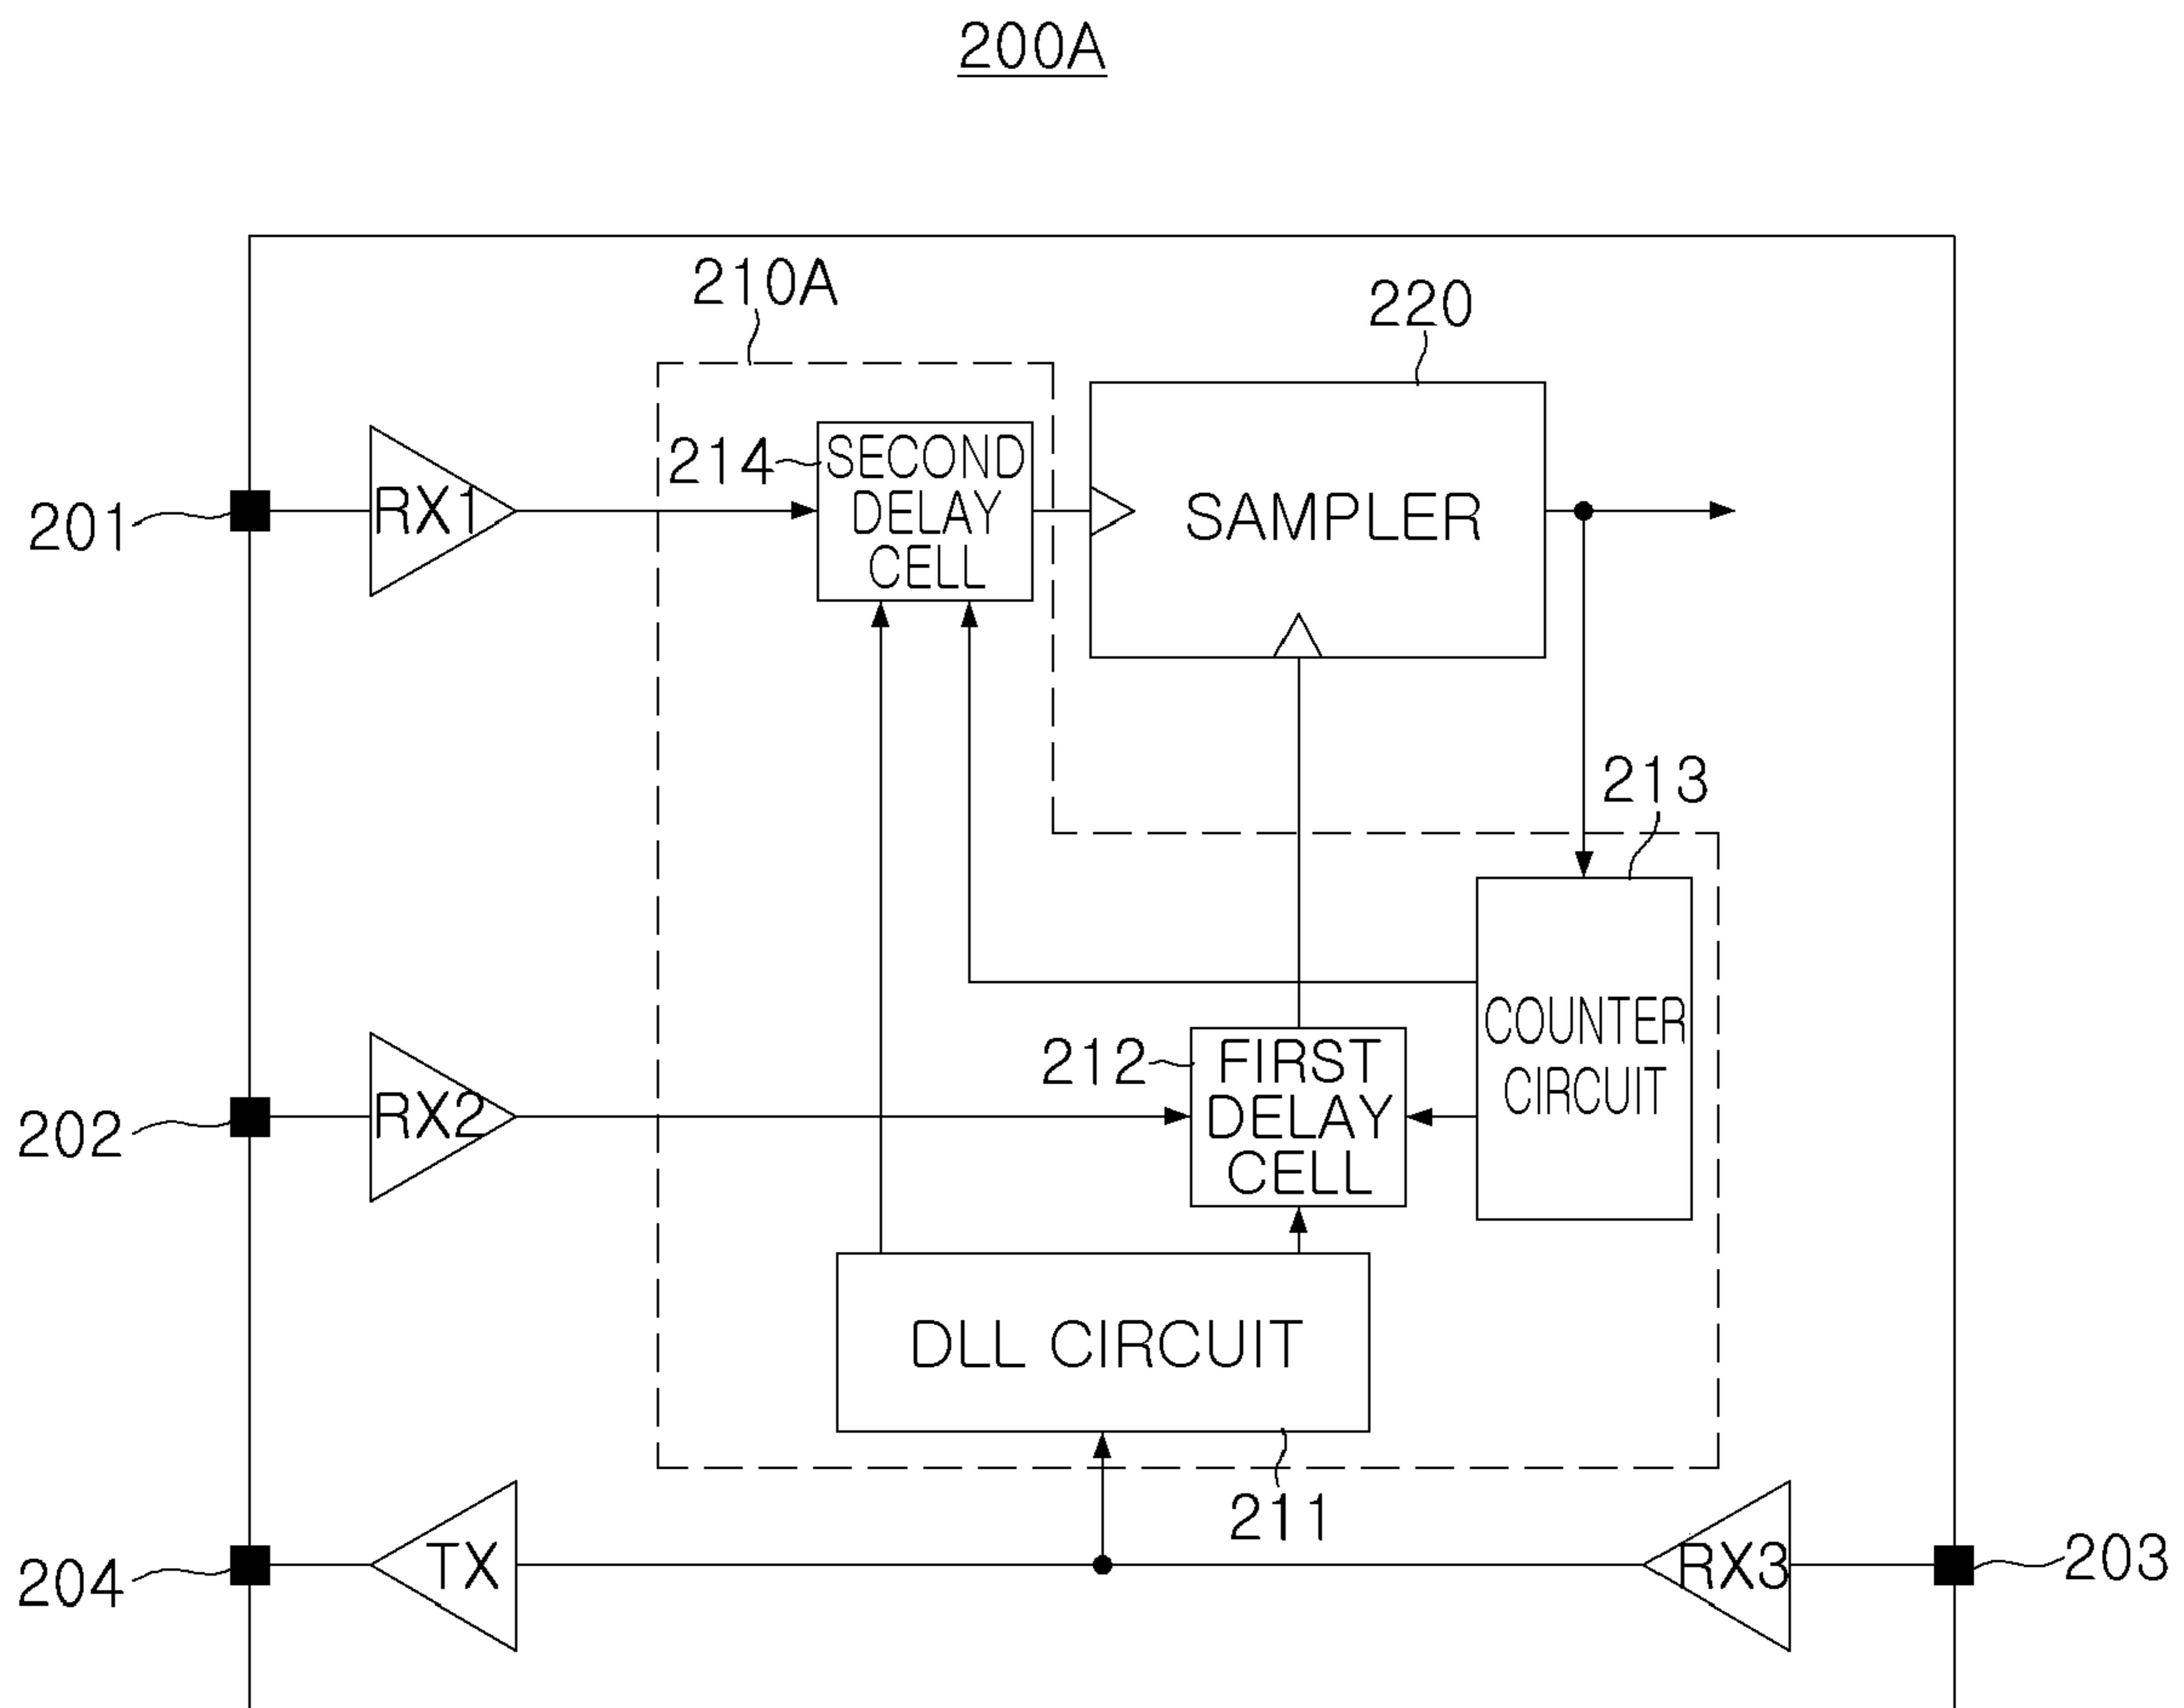 200A
210A
220
214
SECOND
DELAY
CELL
RX1
SAMPLER
201
213
COUNTER
CIRCUIT
212
FIRST
DELAY
CELL
RX2
202
DLL CIRCUIT
211
TX
RX3
204
203